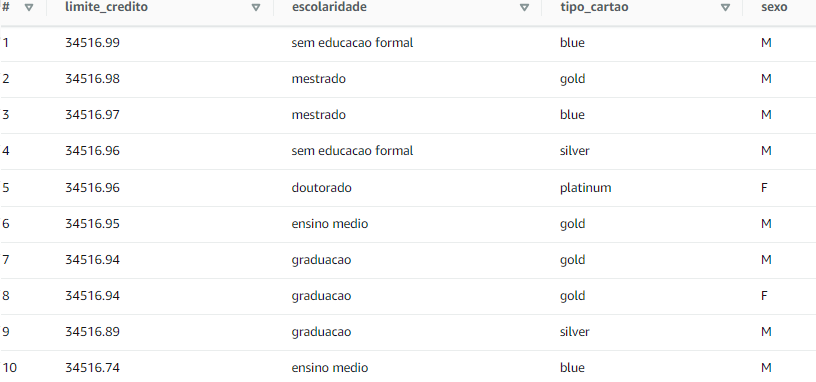 # limite_credito escolaridade tipo_cartao sexo
1 34516.99 sem educacao formal blue M
2 34516.98 mestrado gold M
3 34516.97 mestrado blue M
4 34516.96 sem educacao formal silver M
5 34516.96 doutorado platinum F
6 34516.95 ensino medio gold M
7 34516.94 graduacao gold M
8 34516.94 graduacao gold F
9 34516.89 graduacao silver M
10 34516.74 ensino medio blue M